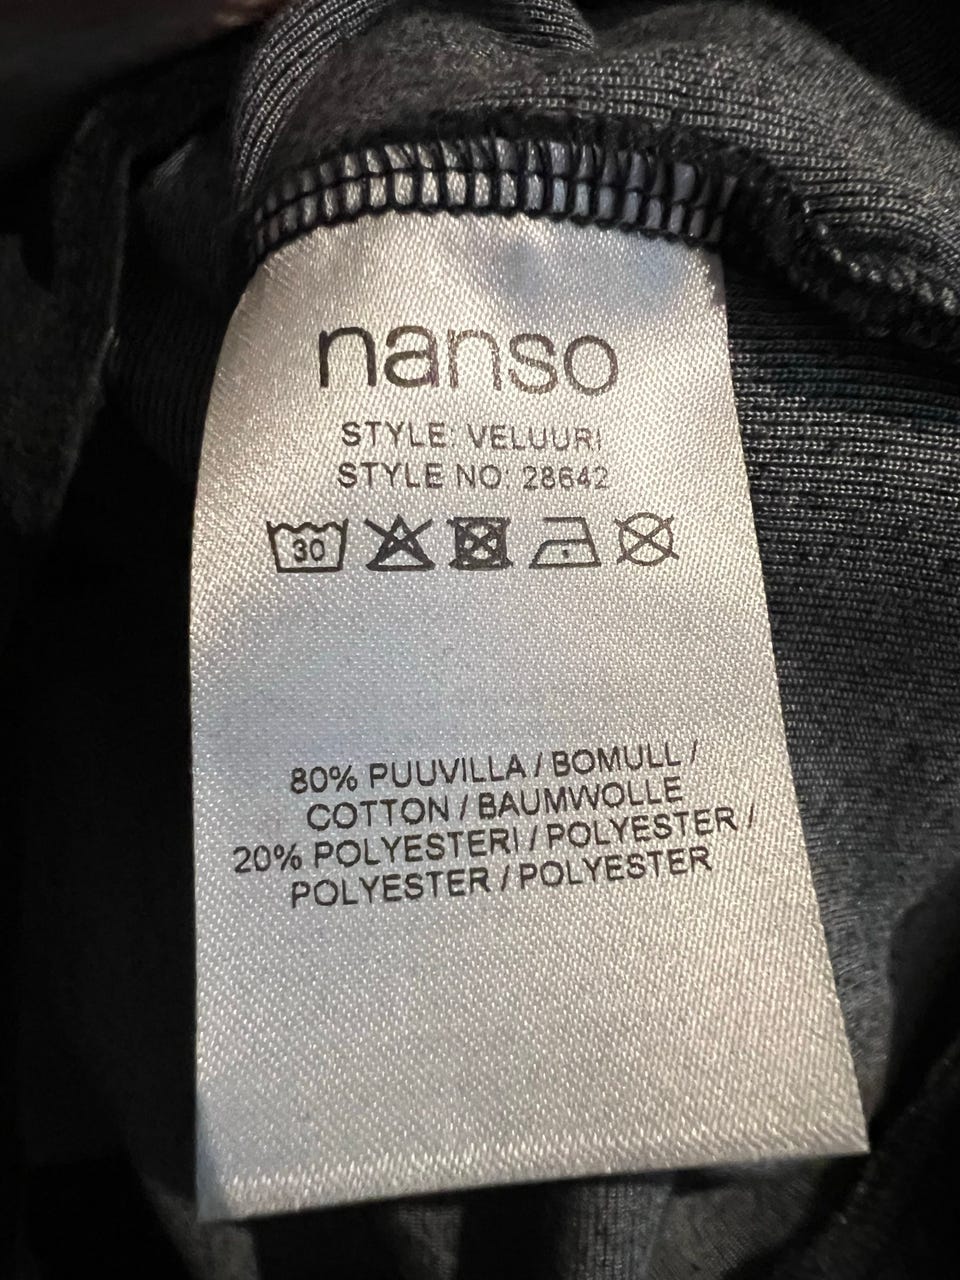 nanso
STYLE: VELUURI
STYLE NO: 28642
30
80% PUUVILLA / BOMULL /
COTTON / BAUMWOLLE
20% POLYESTERI / POLYESTER /
POLYESTER / POLYESTER